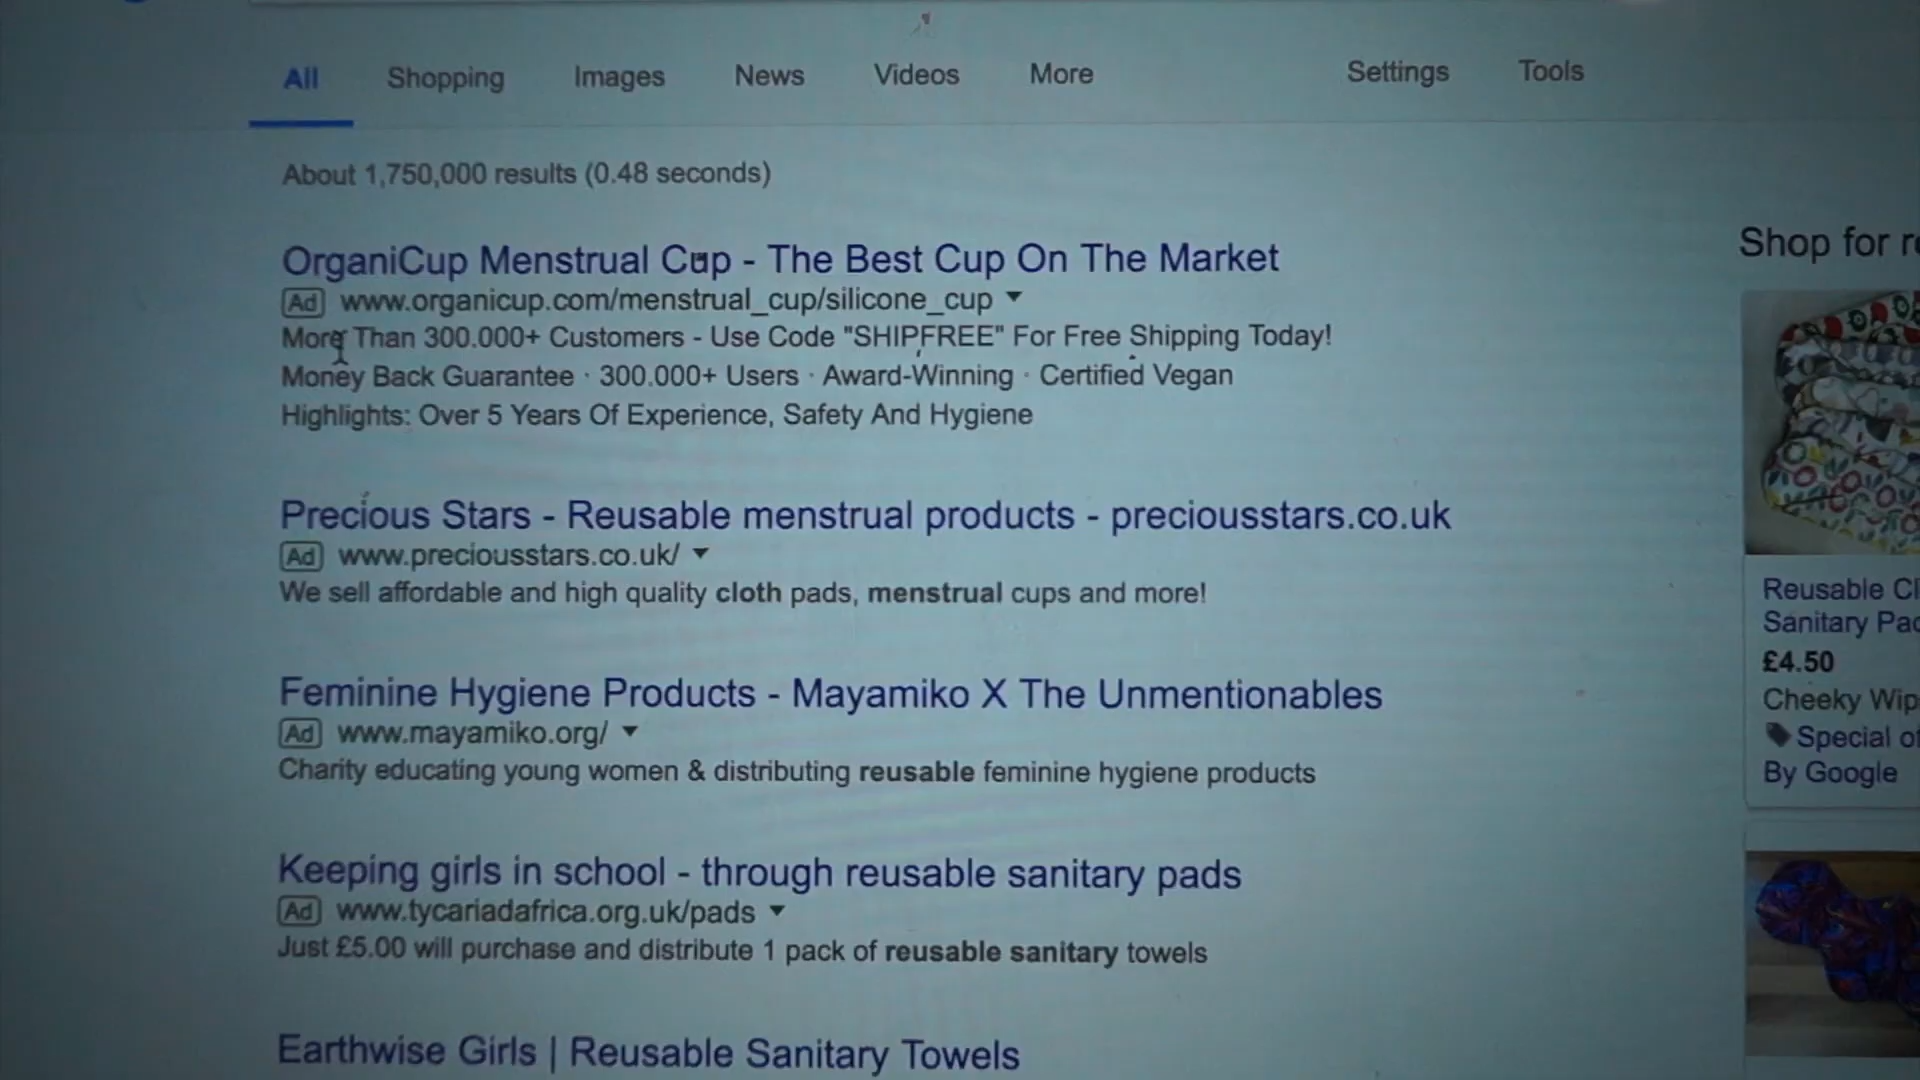 All
Shopping
Images
News
Videos
More
Settings
Tools
About 1,750,000 results (0.48 seconds)
OrganiCup Menstrual Cup - The Best Cup On The Market
Ad www.organicup.com/menstrual_cup/silicone_cup
More Than 300.000+ Customers - Use Code "SHIPFREE" For Free Shipping Today!
Money Back Guarantee · 300.000+ Users · Award-Winning · Certified Vegan
Highlights: Over 5 Years Of Experience, Safety And Hygiene
Precious Stars - Reusable menstrual products - preciousstars.co.uk
Ad www.preciousstars.co.uk/
We sell affordable and high quality cloth pads, menstrual cups and more!
Feminine Hygiene Products - Mayamiko X The Unmentionables
Ad www.mayamiko.org/
Charity educating young women & distributing reusable feminine hygiene products
Keeping girls in school - through reusable sanitary pads
Ad www.tycariadafrica.org.uk/pads
Just £5.00 will purchase and distribute 1 pack of reusable sanitary towels
Earthwise Girls | Reusable Sanitary Towels
Shop for
Reusable
Sanitary
£4.50
Cheeky
Special
By Google